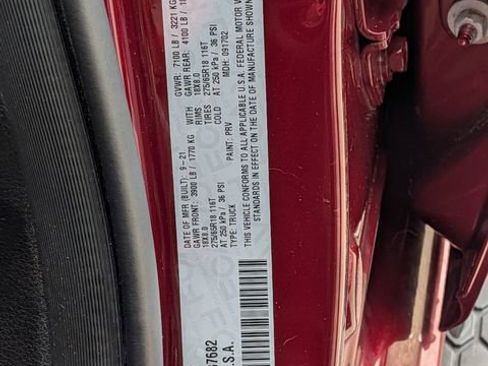 DATE OF MFR (BUILT): 9-21
GVWR: 7100 LB / 3221 KG
GAWR FRONT: 3900 LB / 1770 KG WITH
GAWR REAR: 4100 LB /
18X8.0 RIMS 18X8.0
275/65R18 116T TIRES 275/65R18 116T
AT 250 kPa / 36 PSI COLD AT 250 kPa / 36 PSI
TYPE: TRUCK PAINT: PRV MDH: 091702
THIS VEHICLE CONFORMS TO ALL APPLICABLE U.S.A. FEDERAL MOTOR
STANDARDS IN EFFECT ON THE DATE OF MANUFACTURE SHOWN
7682
U.S.A.